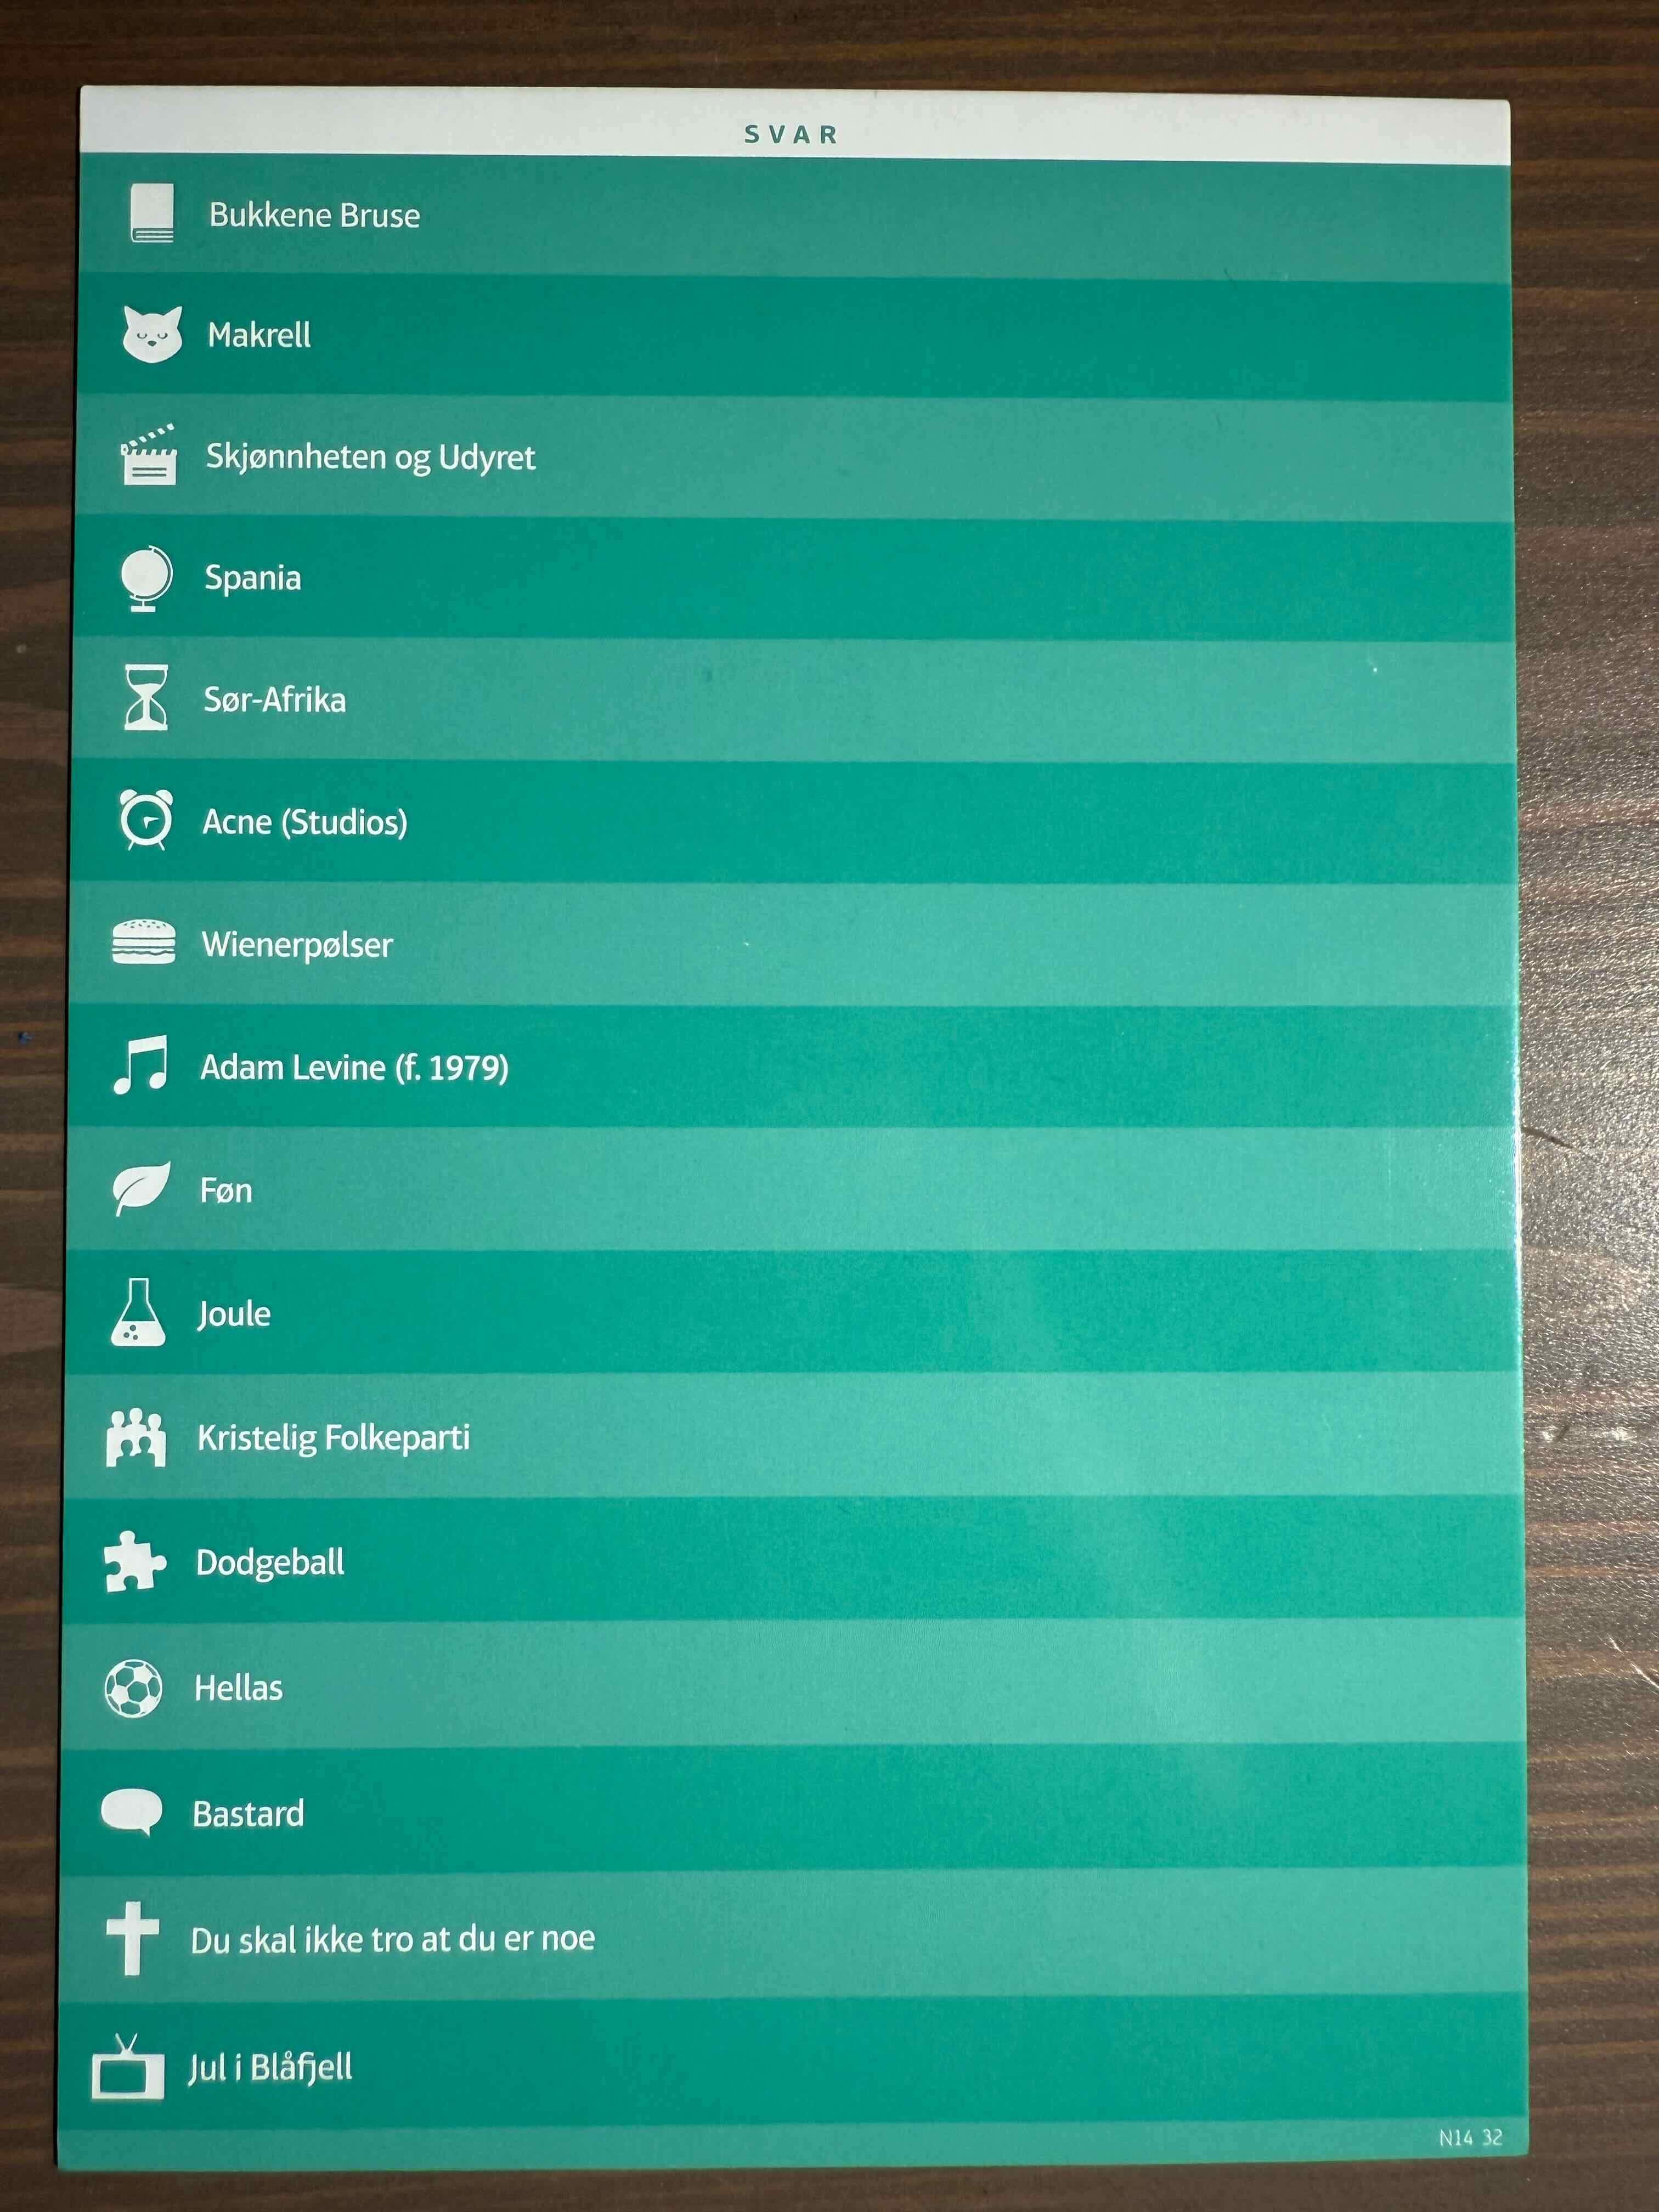 SVAR
Bukkene Bruse
Makrell
Skjønnheten og Udyret
Spania
Sør-Afrika
Acne (Studios)
Wienerpølser
Adam Levine (f. 1979)
Føn
Joule
Kristelig Folkeparti
Dodgeball
Hellas
Bastard
Du skal ikke tro at du er noe
Jul i Blåfjell
N14 32